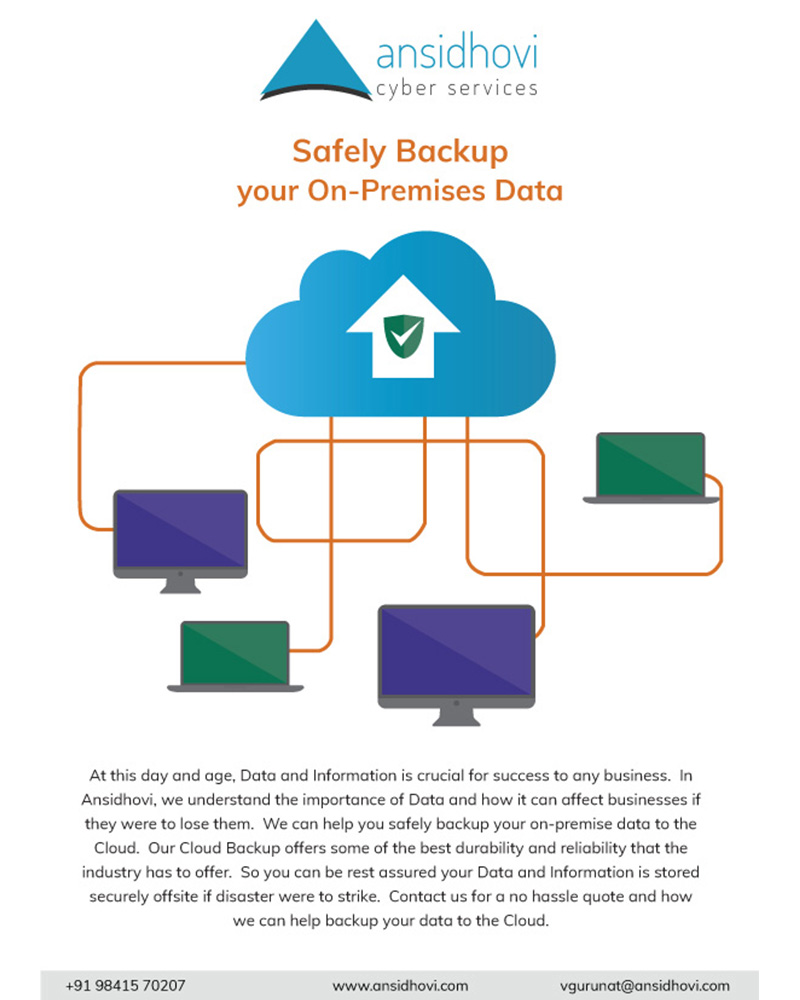 ansidhovi
cyber services
Safely Backup
your On-Premises Data
At this day and age, Data and Information is crucial for success to any business. In
Ansidhovi, we understand the importance of Data and how it can affect businesses if
they were to lose them. We can help you safely backup your on-premise data to the
Cloud. Our Cloud Backup offers some of the best durability and reliability that the
industry has to offer. So you can be rest assured your Data and Information is stored
securely offsite if disaster were to strike. Contact us for a no hassle quote and how
we can help backup your data to the Cloud.
+91 98415 70207 www.ansidhovi.com vgurunat@ansidhovi.com